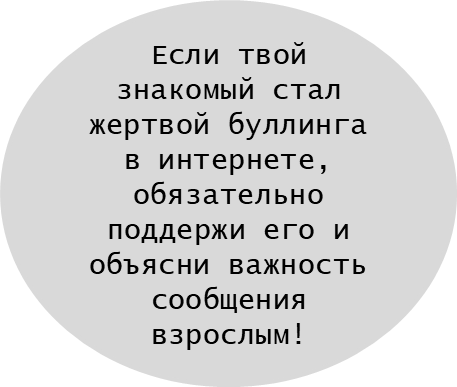 Если твой
знакомый стал
жертвой буллинга
в интернете,
обязательно
поддержи его и
объясни важность
сообщения
взрослым!